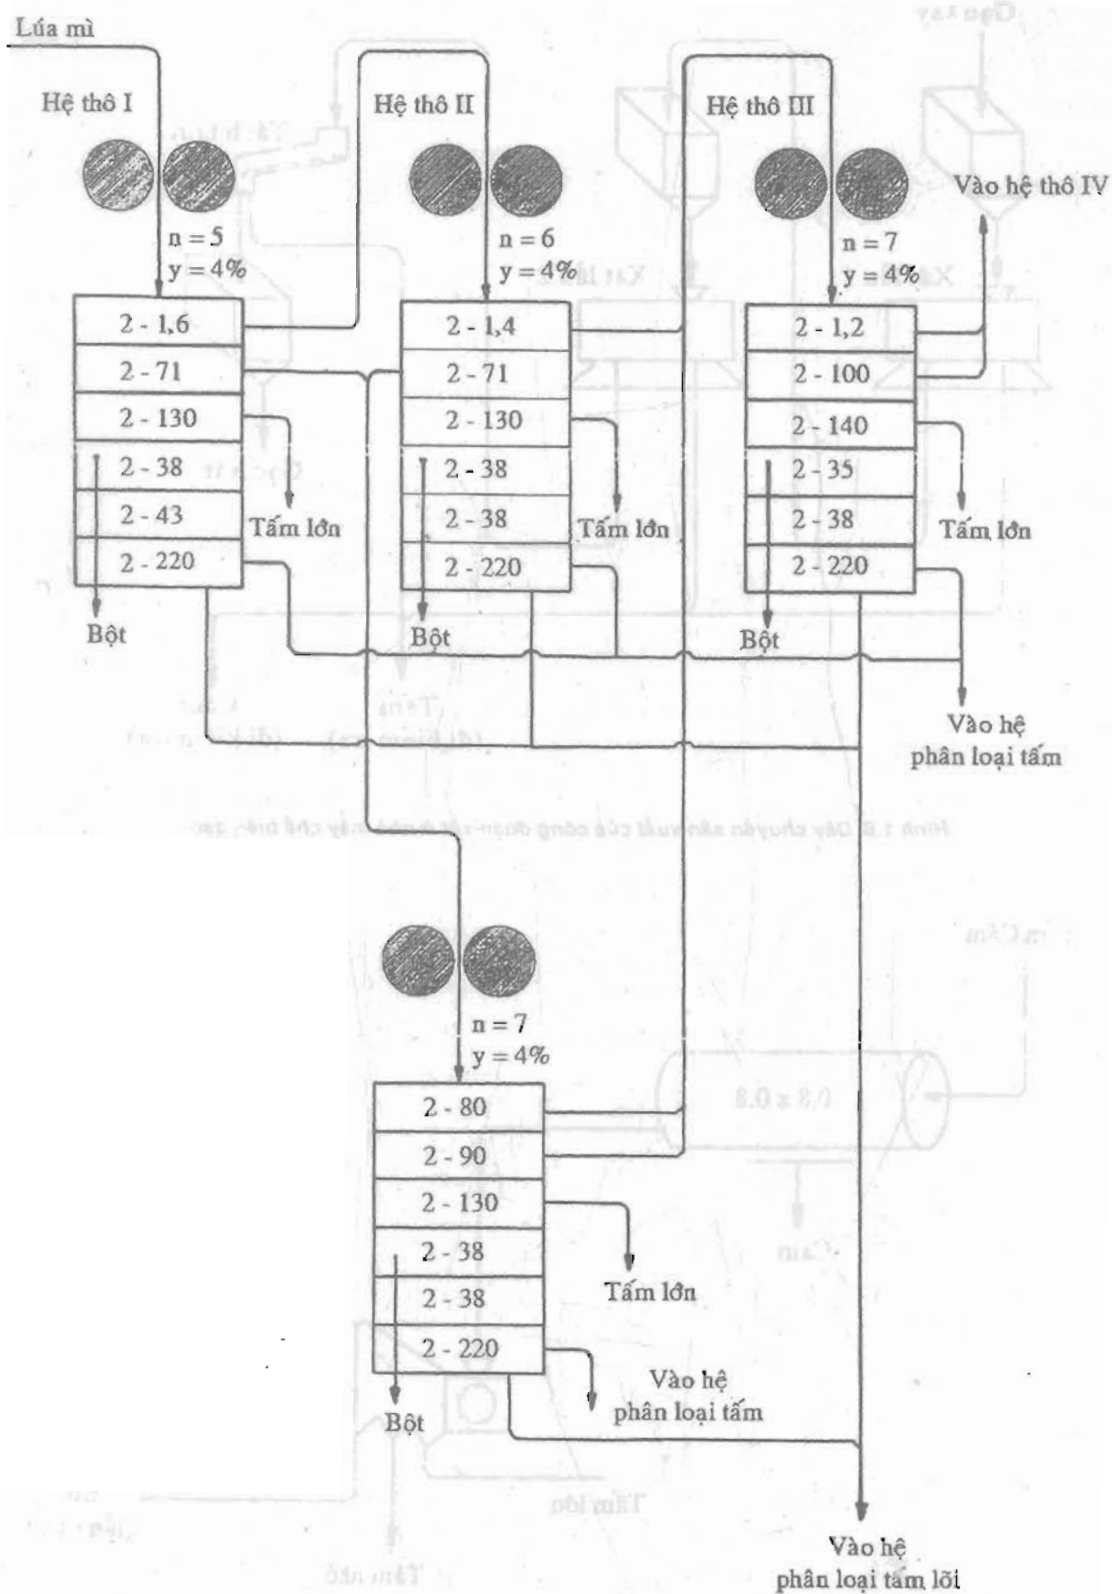 Lúa mì
Hệ thô I
n = 5
y = 4%
2 - 1,6
2 - 71
2 - 130
2 - 38
2 - 43
2 - 220
Tấm lớn
Bột
Hệ thô II
n = 6
y = 4%
2 - 1,4
2 - 71
2 - 130
2 - 38
2 - 38
2 - 220
Tấm lớn
Bột
Hệ thô III
n = 7
y = 4%
Vào hệ thô IV
2 - 1,2
2 - 100
2 - 140
2 - 35
2 - 38
2 - 220
Tấm lớn
Bột
Vào hệ
phân loại tấm
n = 7
y = 4%
2 - 80
2 - 90
2 - 130
2 - 38
2 - 38
2 - 220
Tấm lớn
Bột
Vào hệ
phân loại tấm
Vào hệ
phân loại tấm lõi